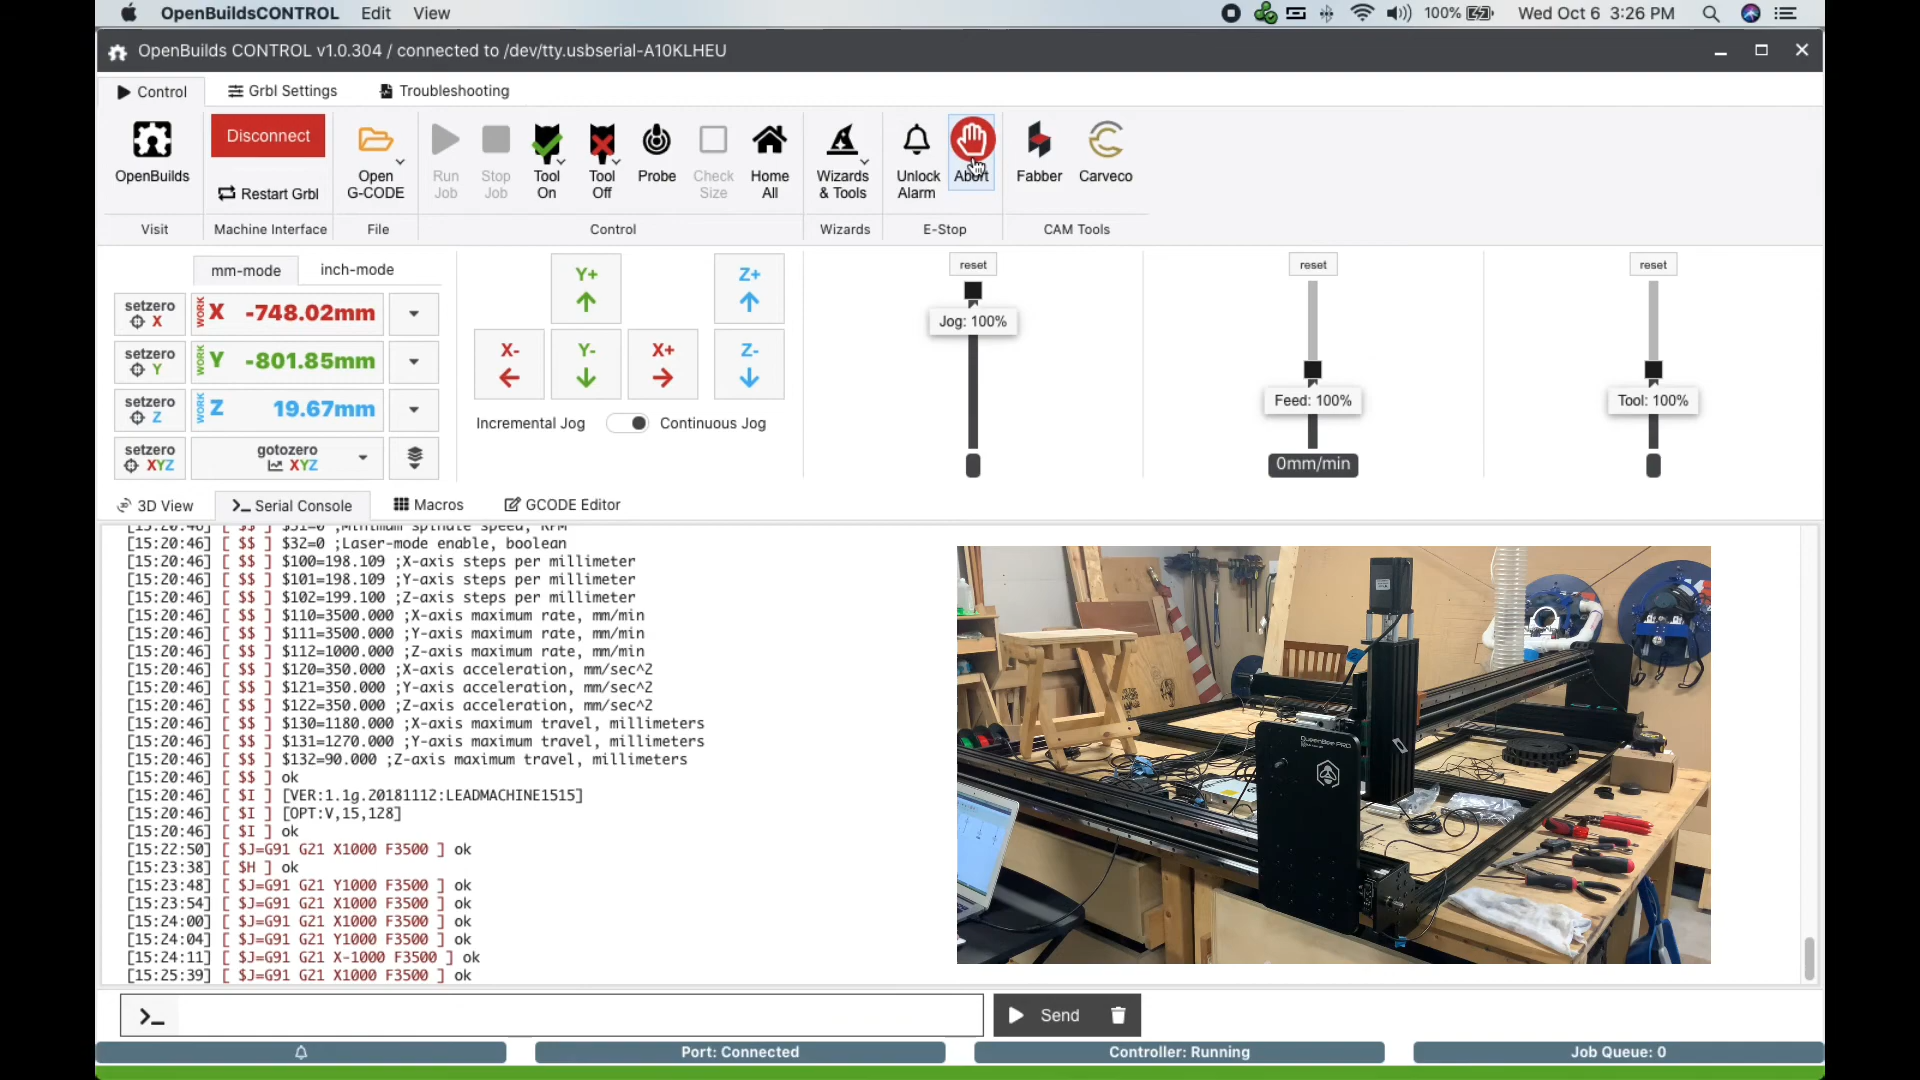 OpenBuildsCONTROL Edit View 100% Wed Oct 6 3:26 PM
OpenBuilds CONTROL v1.0.304 / connected to /dev/tty.usbserial-A10KLHEU
Control Grbl Settings Troubleshooting
OpenBuilds
Visit
Disconnect
Restart Grbl
Machine Interface
Open
G-CODE
File
Run
Job
Stop
Job
Tool
On
Tool
Off
Probe
Check
Size
Home
All
Control
Wizards
& Tools
Wizards
Unlock
Alarm
Abort
E-Stop
Fabber
Carveco
CAM Tools
mm-mode inch-mode
setzero
X
WORK X -748.02mm
setzero
Y
WORK Y -801.85mm
setzero
Z
WORK Z 19.67mm
setzero
XYZ
gotozero
XYZ
Y+
Z+
X-
Y-
X+
Z-
Incremental Jog Continuous Jog
reset
Jog: 100%
reset
Feed: 100%
0mm/min
reset
Tool: 100%
3D View Serial Console Macros GCODE Editor
[15:20:46] [ $$ ] $31=0 ;Minimum spindle speed, RPM
[15:20:46] [ $$ ] $32=0 ;Laser-mode enable, boolean
[15:20:46] [ $$ ] $100=198.109 ;X-axis steps per millimeter
[15:20:46] [ $$ ] $101=198.109 ;Y-axis steps per millimeter
[15:20:46] [ $$ ] $102=199.100 ;Z-axis steps per millimeter
[15:20:46] [ $$ ] $110=3500.000 ;X-axis maximum rate, mm/min
[15:20:46] [ $$ ] $111=3500.000 ;Y-axis maximum rate, mm/min
[15:20:46] [ $$ ] $112=1000.000 ;Z-axis maximum rate, mm/min
[15:20:46] [ $$ ] $120=350.000 ;X-axis acceleration, mm/sec^2
[15:20:46] [ $$ ] $121=350.000 ;Y-axis acceleration, mm/sec^2
[15:20:46] [ $$ ] $122=350.000 ;Z-axis acceleration, mm/sec^2
[15:20:46] [ $$ ] $130=1180.000 ;X-axis maximum travel, millimeters
[15:20:46] [ $$ ] $131=1270.000 ;Y-axis maximum travel, millimeters
[15:20:46] [ $$ ] $132=90.000 ;Z-axis maximum travel, millimeters
[15:20:46] [ $$ ] ok
[15:20:46] [ $I ] [VER:1.1g.20181112:LEADMACHINE1515]
[15:20:46] [ $I ] [OPT:V,15,128]
[15:20:46] [ $I ] ok
[15:22:50] [ $J=G91 G21 X1000 F3500 ] ok
[15:23:38] [ $H ] ok
[15:23:48] [ $J=G91 G21 Y1000 F3500 ] ok
[15:23:54] [ $J=G91 G21 X1000 F3500 ] ok
[15:24:00] [ $J=G91 G21 X1000 F3500 ] ok
[15:24:04] [ $J=G91 G21 Y1000 F3500 ] ok
[15:24:11] [ $J=G91 G21 X-1000 F3500 ] ok
[15:25:39] [ $J=G91 G21 X1000 F3500 ] ok
QueenBee PRO
>_ Send
Port: Connected Controller: Running Job Queue: 0